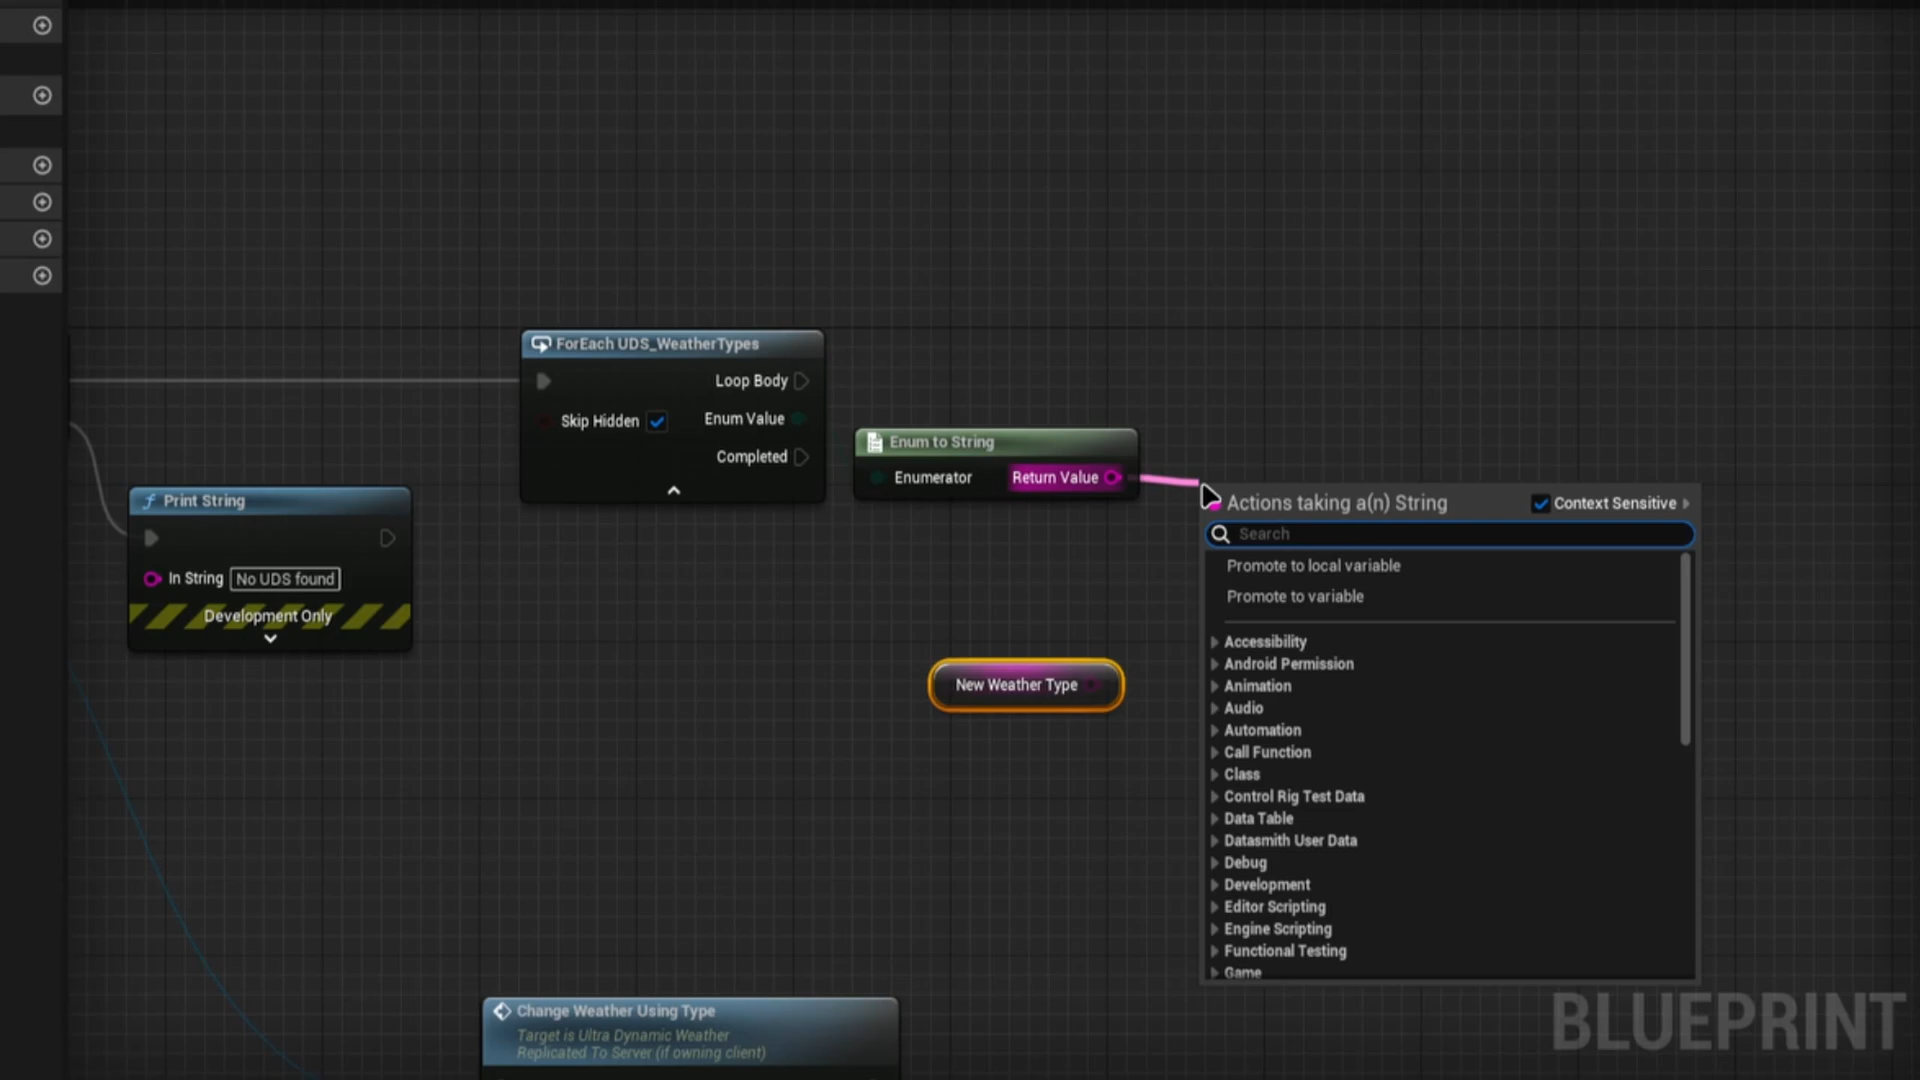 ForEach UDS_WeatherTypes
Loop Body
Skip Hidden
Enum Value
Completed
Enum to String
Enumerator
Return Value
Print String
In String No UDS found
Development Only
New Weather Type
Actions taking a(n) String
Context Sensitive
Search
Promote to local variable
Promote to variable
Accessibility
Android Permission
Animation
Audio
Automation
Call Function
Class
Control Rig Test Data
Data Table
Datasmith User Data
Debug
Development
Editor Scripting
Engine Scripting
Functional Testing
Game
Change Weather Using Type
Target is Ultra Dynamic Weather
Replicated To Server (if owning client)
BLUEPRINT